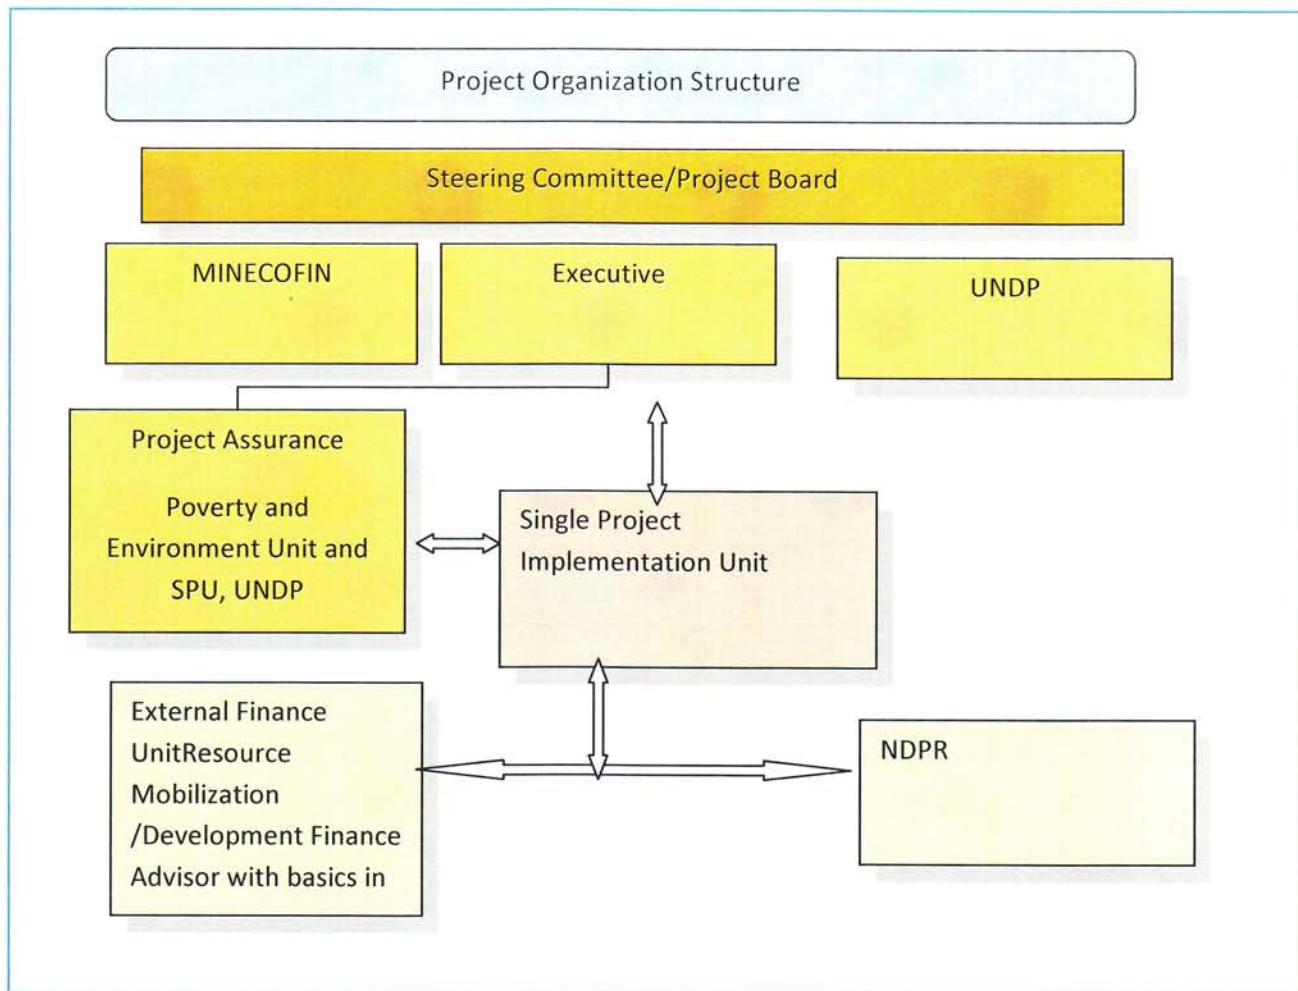 Project Organization Structure
Steering Committee/Project Board
MINECOFIN
Executive
UNDP
Project Assurance
Poverty and
Environment Unit and
SPU, UNDP
Single Project
Implementation Unit
External Finance
UnitResource
Mobilization
/Development Finance
Advisor with basics in
NDPR